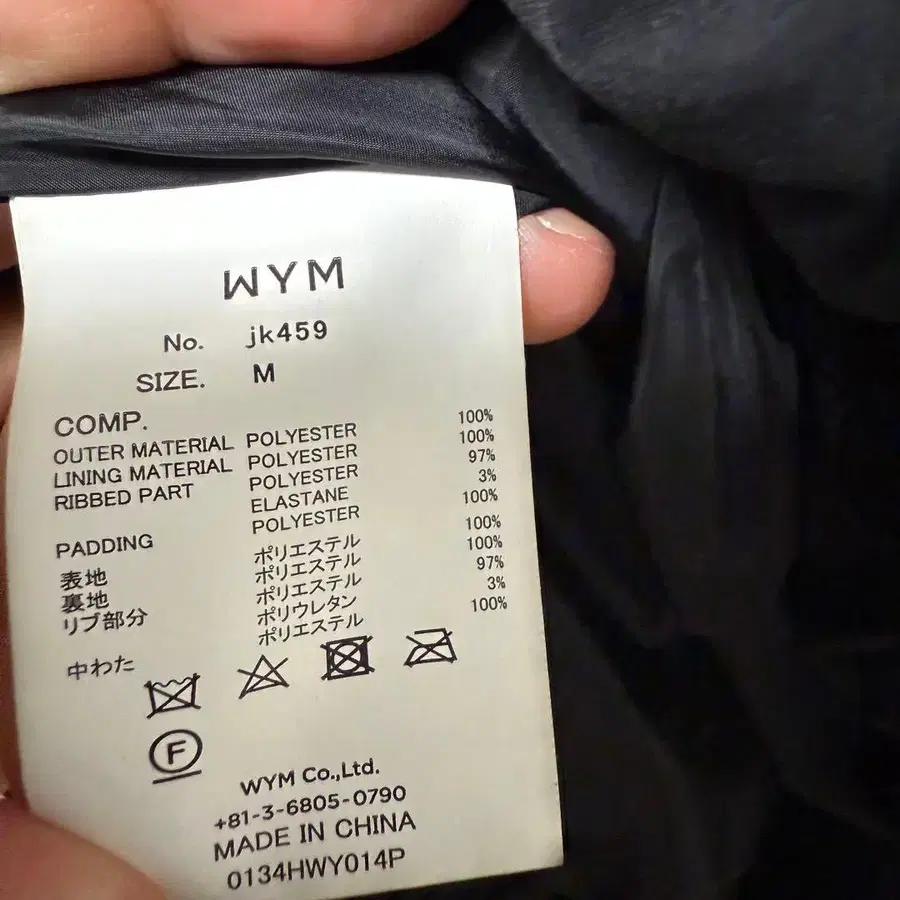 WYM
No. jk459
SIZE. M
COMP.
OUTER MATERIAL POLYESTER 100%
LINING MATERIAL POLYESTER 100%
RIBBED PART POLYESTER 97%
ELASTANE 3%
PADDING POLYESTER 100%
表地 ポリエステル 100%
裏地 ポリエステル 100%
リブ部分 ポリエステル 97%
ポリウレタン 3%
中わた ポリエステル 100%
F
WYM Co.,Ltd.
+81-3-6805-0790
MADE IN CHINA
0134HWY014P